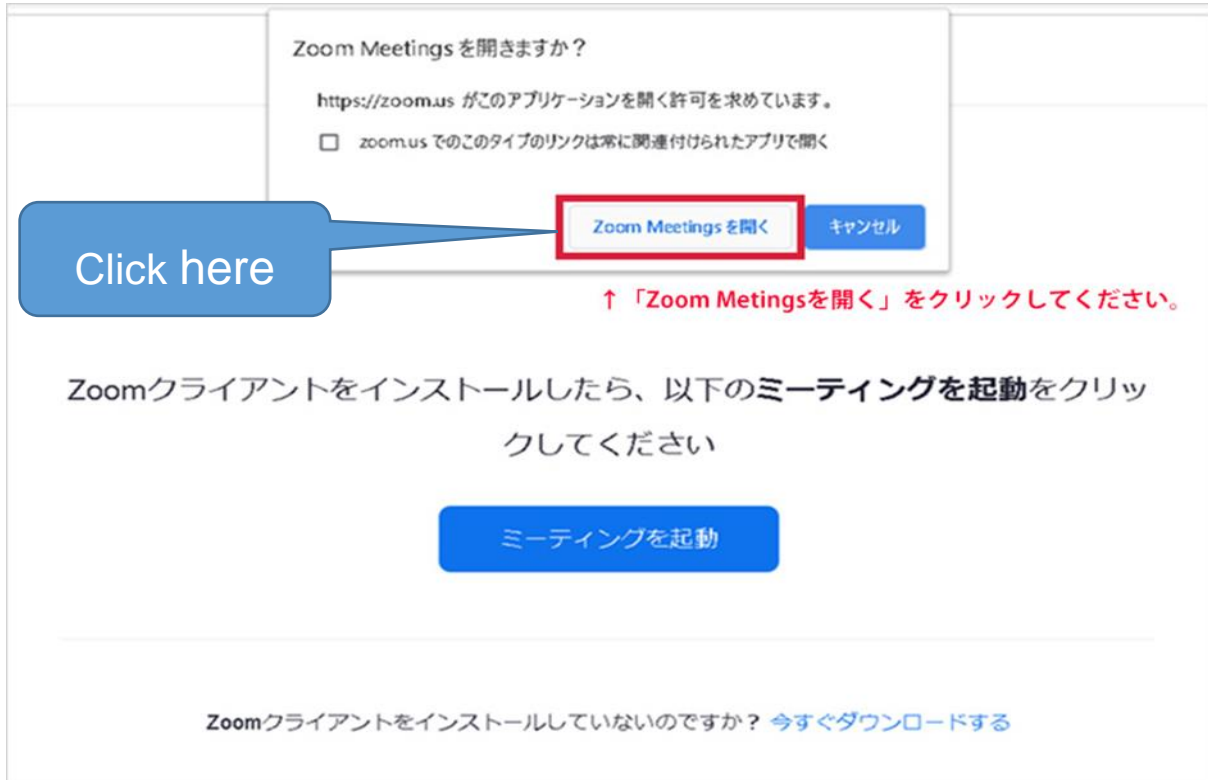 Zoom Meetings を開きますか？
https://zoom.us がこのアプリケーションを開く許可を求めています。
zoom.us でのこのタイプのリンクは常に関連付けられたアプリで開く
Zoom Meetings を開く
キャンセル
Click here
↑「Zoom Metingsを開く」をクリックしてください。
Zoomクライアントをインストールしたら、以下のミーティングを起動をクリッ
クしてください
ミーティングを起動
Zoomクライアントをインストールしていないのですか？ 今すぐダウンロードする